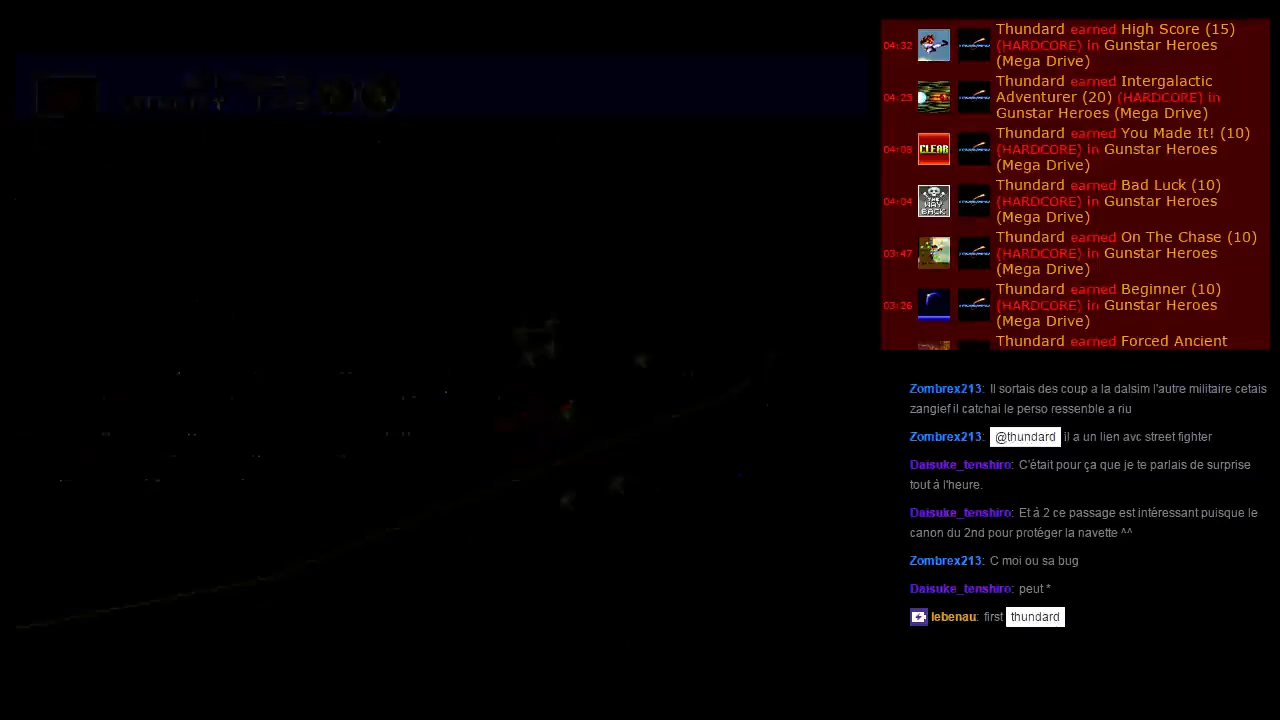 04:32
Thundard earned High Score (15)
(HARDCORE) in Gunstar Heroes
(Mega Drive)
04:25
Thundard earned Intergalactic
Adventurer (20) (HARDCORE) in
Gunstar Heroes (Mega Drive)
04:08
CLEAR
Thundard earned You Made It! (10)
(HARDCORE) in Gunstar Heroes
(Mega Drive)
04:04
THE
WAY
BACK
Thundard earned Bad Luck (10)
(HARDCORE) in Gunstar Heroes
(Mega Drive)
03:47
Thundard earned On The Chase (10)
(HARDCORE) in Gunstar Heroes
(Mega Drive)
03:26
Thundard earned Beginner (10)
(HARDCORE) in Gunstar Heroes
(Mega Drive)
Thundard earned Forced Ancient
Zombrex213: Il sortais des coup a la dalsim l'autre militaire cetais
zangief il catchai le perso ressenble a riu
Zombrex213: @thundard il a un lien avc street fighter
Daisuke_tenshiro: C'était pour ça que je te parlais de surprise
tout à l'heure.
Daisuke_tenshiro: Et à 2 ce passage est intéressant puisque le
canon du 2nd pour protéger la navette ^^
Zombrex213: C moi ou sa bug
Daisuke_tenshiro: peut *
lebenau: first thundard